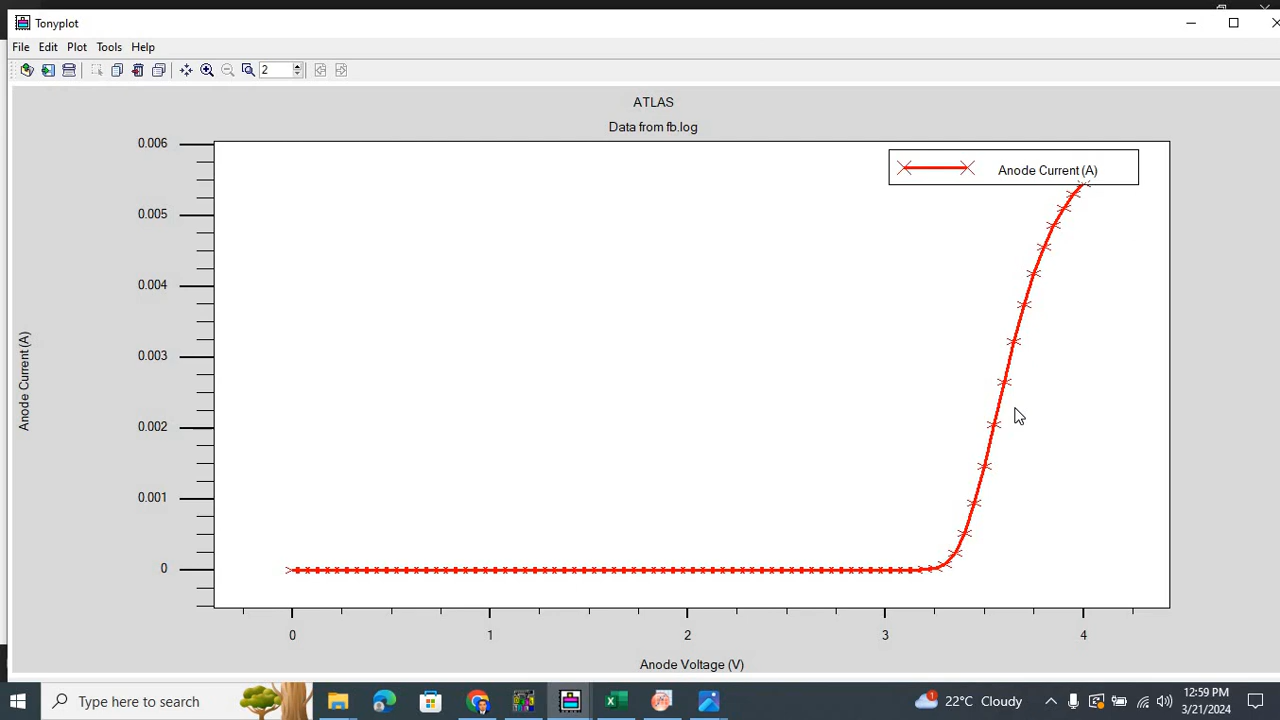 Tonyplot
File Edit Plot Tools Help
2
ATLAS
Data from fb.log
Anode Current (A)
0.006
0.005
0.004
0.003
0.002
0.001
0
Anode Current (A)
0 1 2 3 4
Anode Voltage (V)
Type here to search
1
22°C Cloudy
12:59 PM
3/21/2024